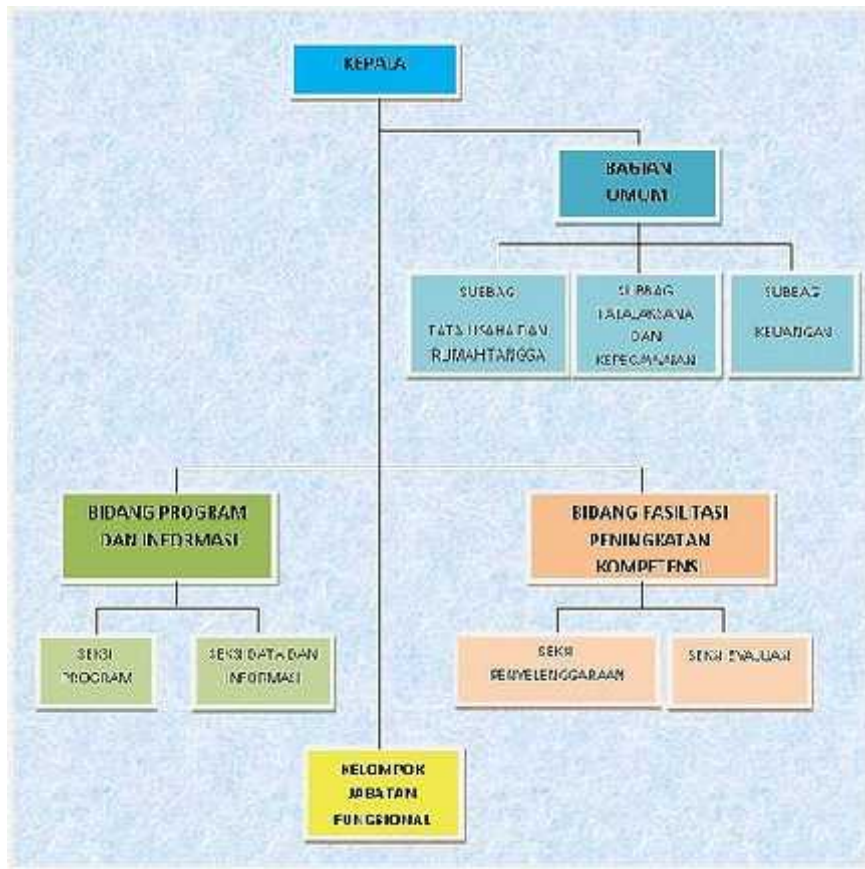 KEPALA
BAGIAN
UMUM
SUBBAG
TATA USAHA DAN
RUMAHTANGGA
SUBBAG
TATALAKSANA
DAN
KEPEGAWAIAN
SUBBAG
KEUANGAN
BIDANG PROGRAM
DAN INFORMASI
BIDANG FASILTASI
PENINGKATAN
KOMPETENSI
SEKSI
PROGRAM
SEKSI DATA DAN
INFORMASI
SEKSI
PENYELENGGARAAN
SEKSI EVALUASI
KELOMPOK
JABATAN
FUNGSIONAL